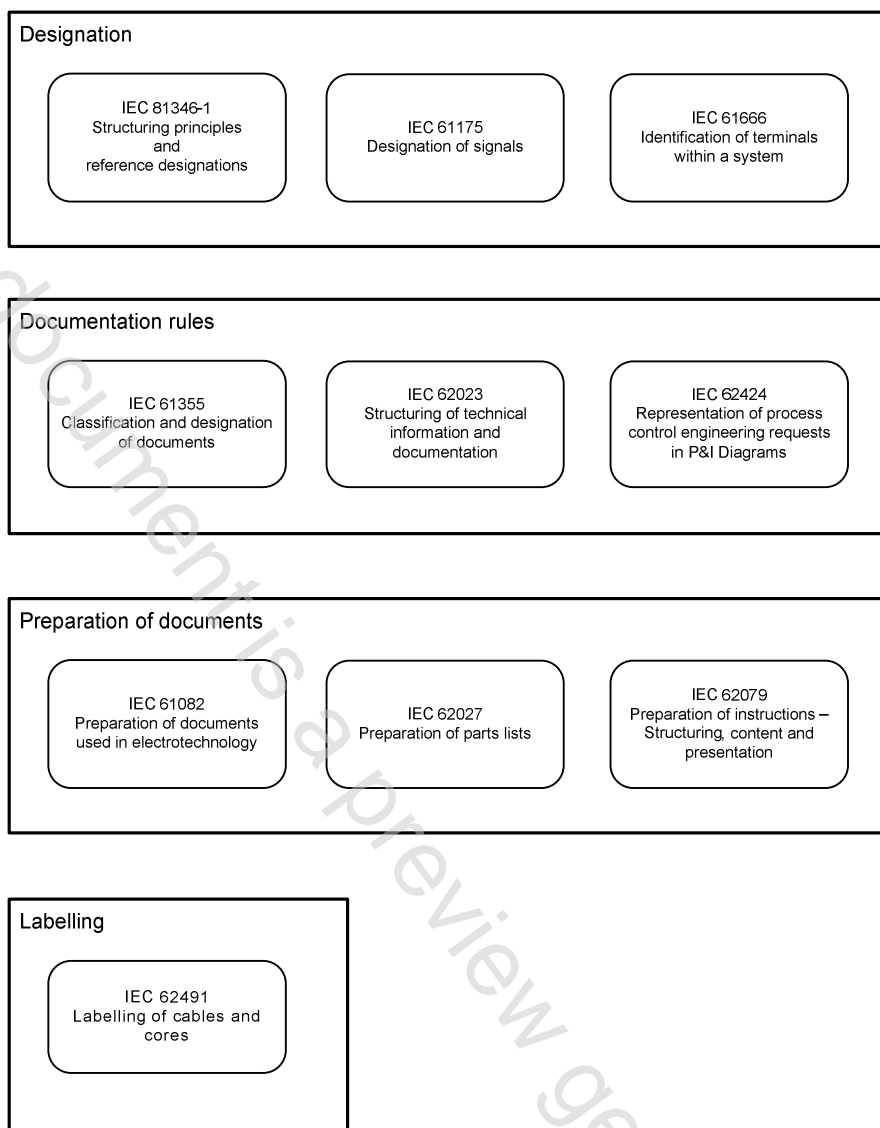 Designation
IEC 81346-1
Structuring principles
and
reference designations
IEC 61175
Designation of signals
IEC 61666
Identification of terminals
within a system
Documentation rules
IEC 61355
Classification and designation
of documents
IEC 62023
Structuring of technical
information and
documentation
IEC 62424
Representation of process
control engineering requests
in P&I Diagrams
Preparation of documents
IEC 61082
Preparation of documents
used in electrotechnology
IEC 62027
Preparation of parts lists
IEC 62079
Preparation of instructions –
Structuring, content and
presentation
Labelling
IEC 62491
Labelling of cables and
cores
document is a preview ge